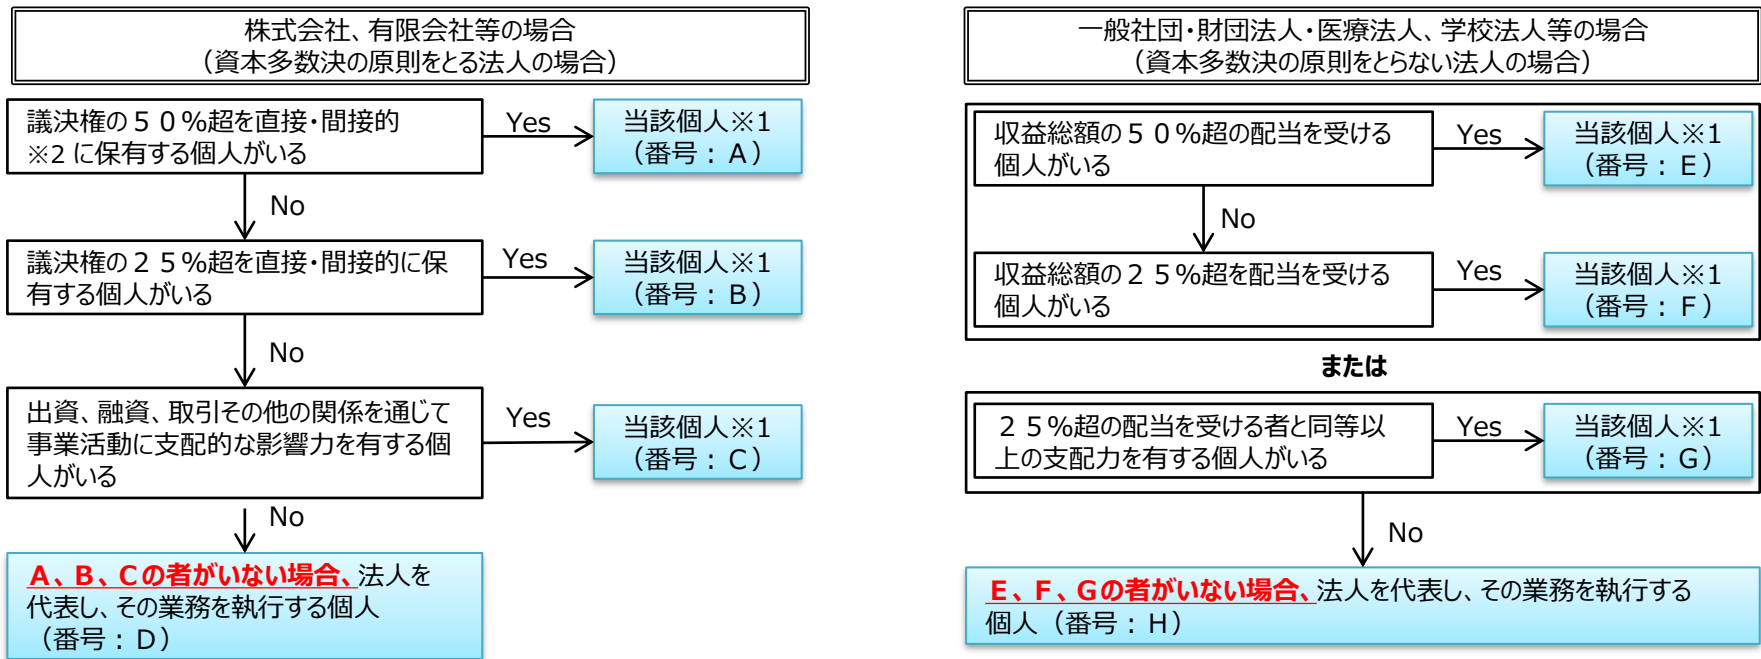 株式会社、有限会社等の場合
（資本多数決の原則をとる法人の場合）
議決権の５０%超を直接・間接的
※2 に保有する個人がいる
Yes
当該個人※1
（番号：A）
No
議決権の２５%超を直接・間接的に保
有する個人がいる
Yes
当該個人※1
（番号：B）
No
出資、融資、取引その他の関係を通じて
事業活動に支配的な影響力を有する個
人がいる
Yes
当該個人※1
（番号：C）
No
A、B、Cの者がいない場合、法人を
代表し、その業務を執行する個人
（番号：D）
一般社団・財団法人・医療法人、学校法人等の場合
（資本多数決の原則をとらない法人の場合）
収益総額の５０%超の配当を受ける
個人がいる
Yes
当該個人※1
（番号：E）
No
収益総額の２５%超を配当を受ける
個人がいる
Yes
当該個人※1
（番号：F）
または
２５%超の配当を受ける者と同等以
上の支配力を有する個人がいる
Yes
当該個人※1
（番号：G）
No
E、F、Gの者がいない場合、法人を代表し、その業務を執行する
個人（番号：H）